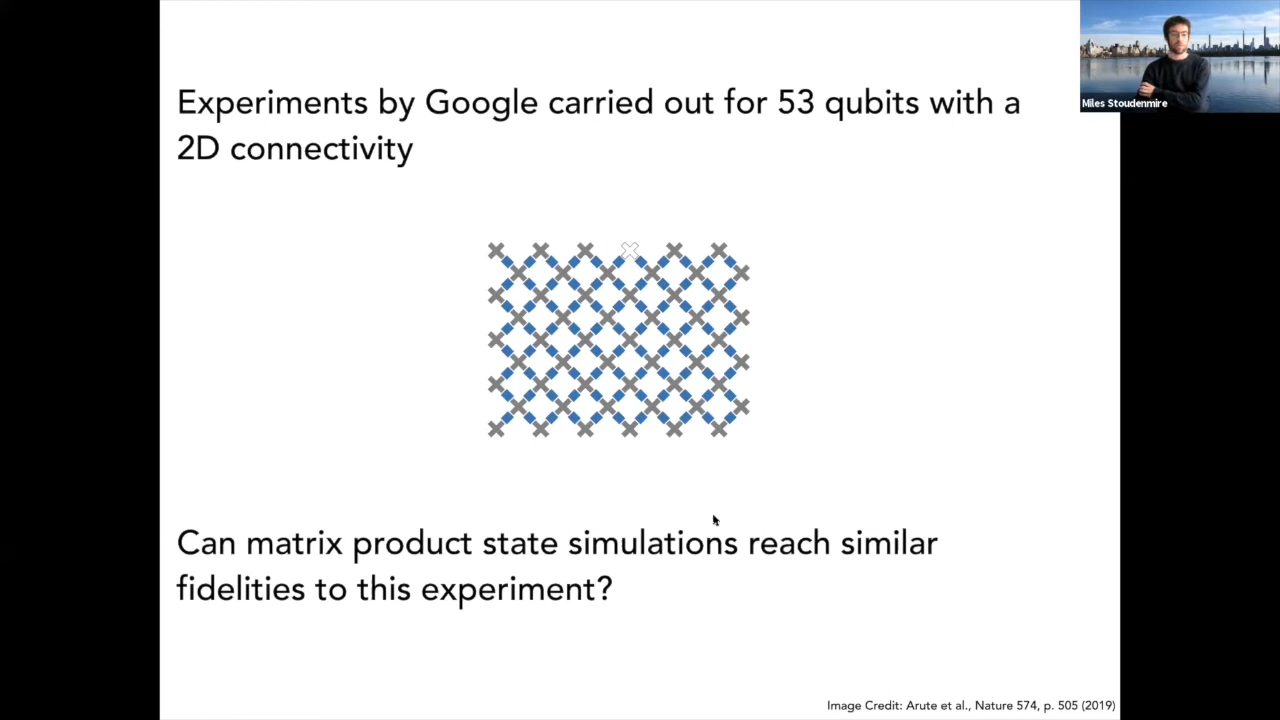 Experiments by Google carried out for 53 qubits with a
2D connectivity
Miles Stoudenmire
Can matrix product state simulations reach similar
fidelities to this experiment?
Image Credit: Arute et al., Nature 574, p. 505 (2019)